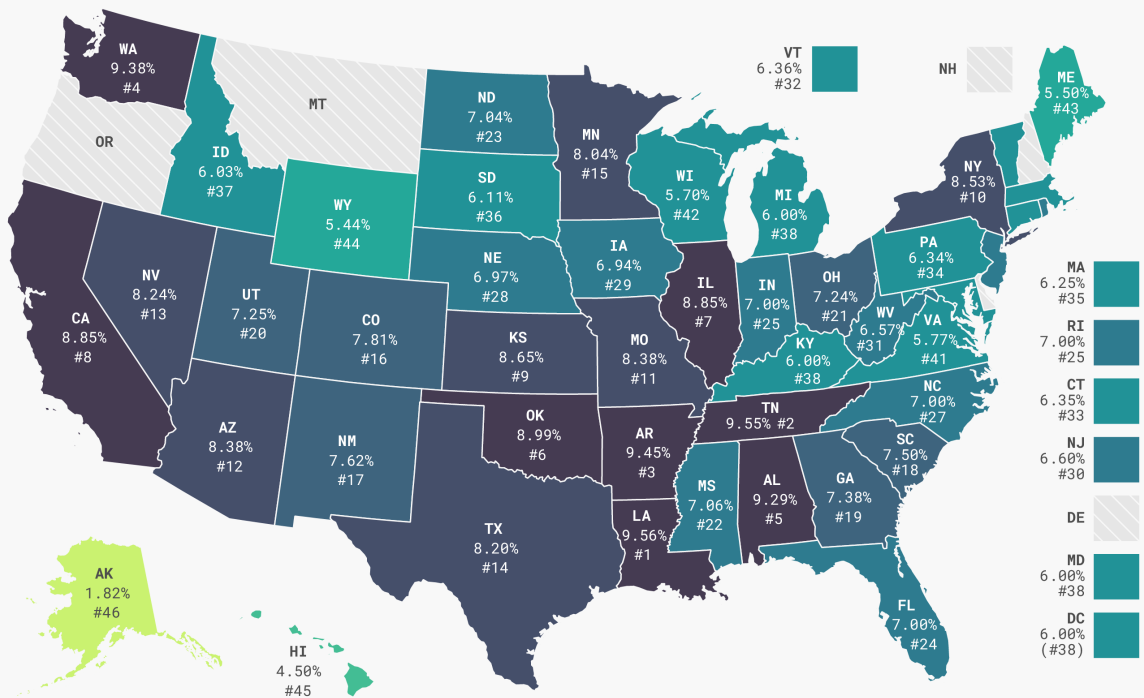 WA
9.38%
#4
MT
OR
ID
6.03%
#37
WY
5.44%
#44
ND
7.04%
#23
SD
6.11%
#36
NE
6.97%
#28
MN
8.04%
#15
WI
5.70%
#42
MI
6.00%
#38
VT
6.36%
#32
NH
ME
5.50%
#43
NY
8.53%
#10
PA
6.34%
#34
IA
6.94%
#29
IL
8.85%
#7
IN
7.00%
#25
OH
7.24%
#21
WV
6.57%
#31
VA
5.77%
#41
KY
6.00%
#38
NV
8.24%
#13
UT
7.25%
#20
CO
7.81%
#16
KS
8.65%
#9
MO
8.38%
#11
CA
8.85%
#8
AZ
8.38%
#12
NM
7.62%
#17
OK
8.99%
#6
AR
9.45%
#3
TN
9.55% #2
NC
7.00%
#27
SC
7.50%
#18
MS
7.06%
#22
AL
9.29%
#5
GA
7.38%
#19
LA
9.56%
#1
TX
8.20%
#14
FL
7.00%
#24
AK
1.82%
#46
HI
4.50%
#45
MA
6.25%
#35
RI
7.00%
#25
CT
6.35%
#33
NJ
6.60%
#30
DE
MD
6.00%
#38
DC
6.00%
(#38)